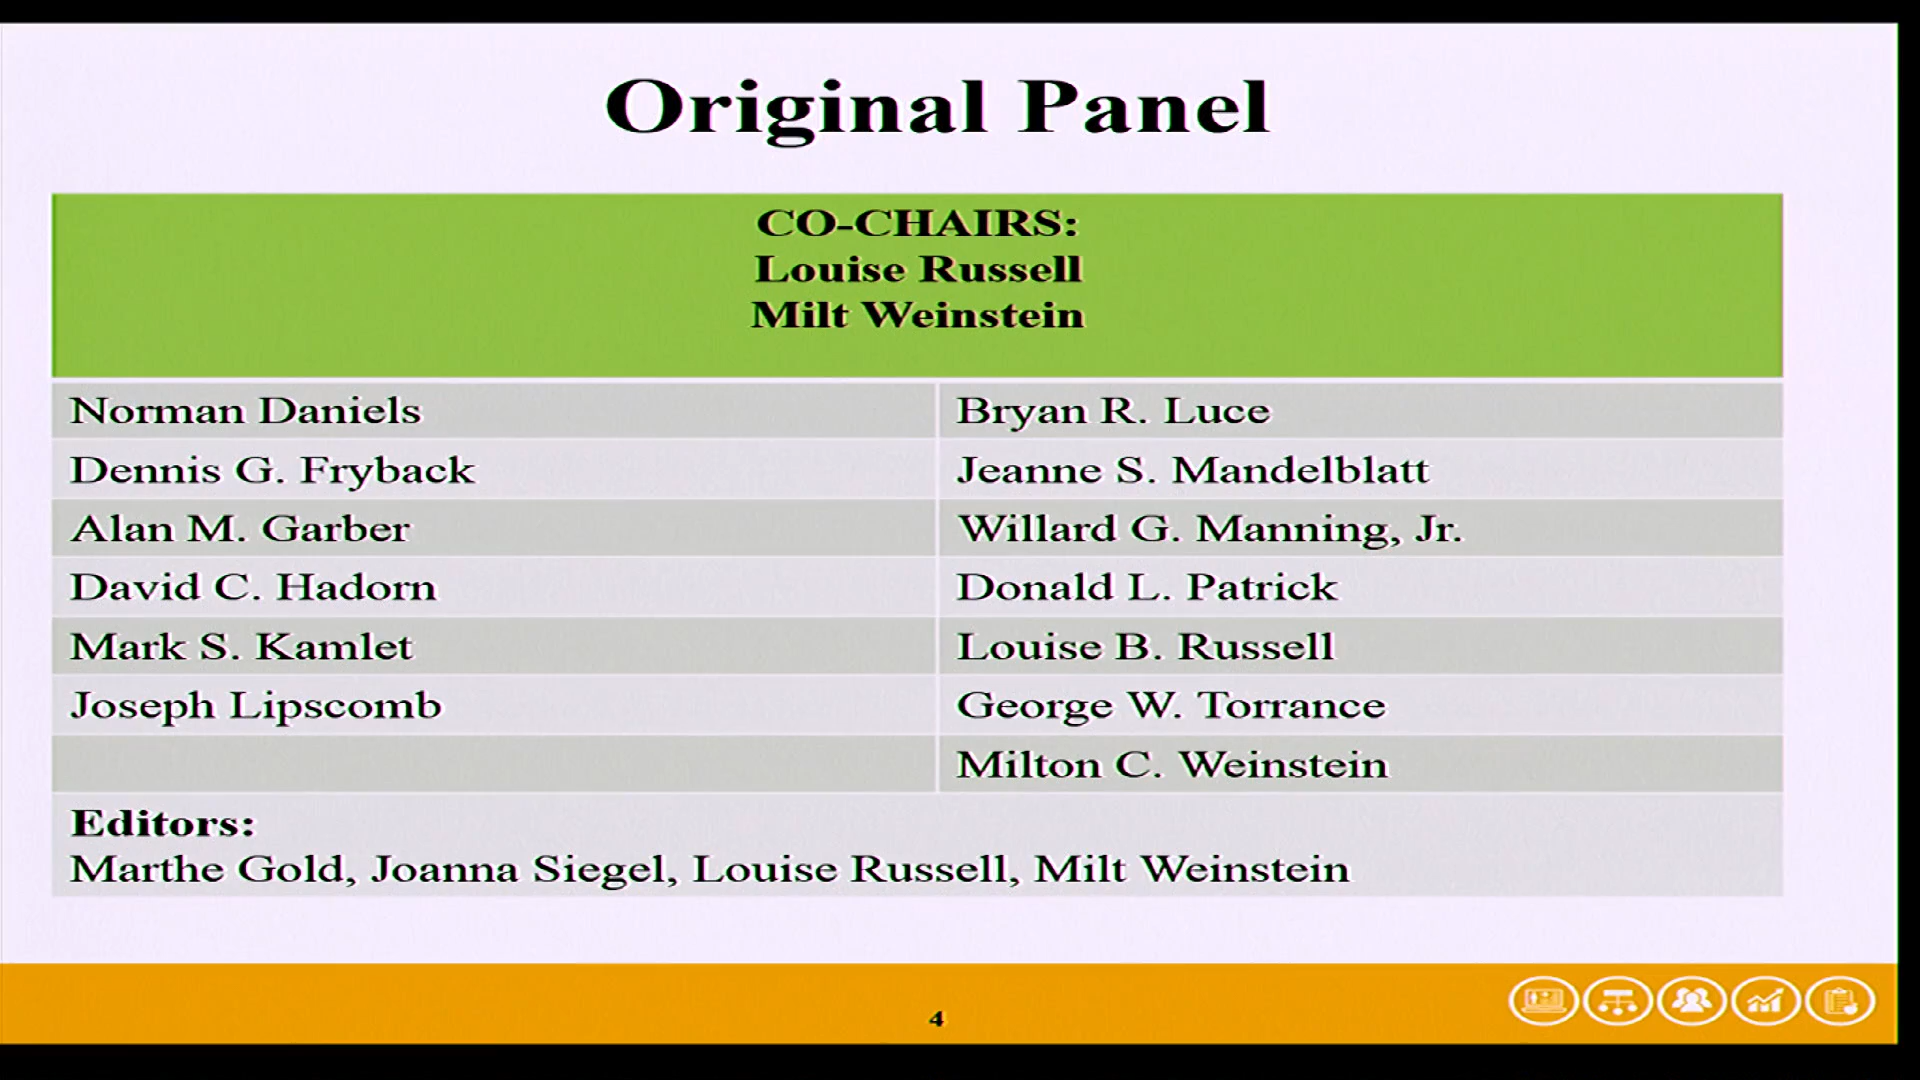 Original Panel
CO-CHAIRS:
Louise Russell
Milt Weinstein
Norman Daniels
Bryan R. Luce
Dennis G. Fryback
Jeanne S. Mandelblatt
Alan M. Garber
Willard G. Manning, Jr.
David C. Hadorn
Donald L. Patrick
Mark S. Kamlet
Louise B. Russell
Joseph Lipscomb
George W. Torrance
Milton C. Weinstein
Editors:
Marthe Gold, Joanna Siegel, Louise Russell, Milt Weinstein
4